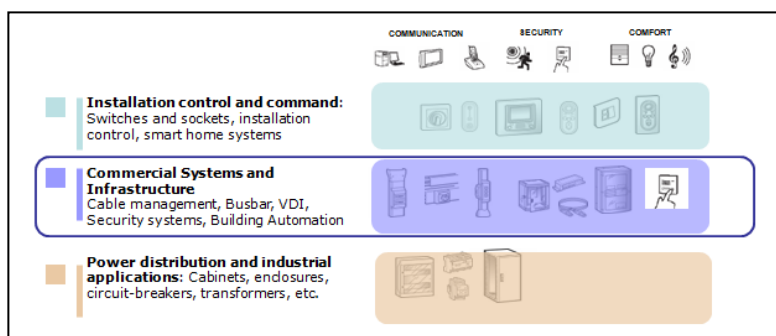 COMMUNICATION SECURITY COMFORT
Installation control and command:
Switches and sockets, installation
control, smart home systems
Commercial Systems and
Infrastructure
Cable management, Busbar, VDI,
Security systems, Building Automation
Power distribution and industrial
applications: Cabinets, enclosures,
circuit-breakers, transformers, etc.